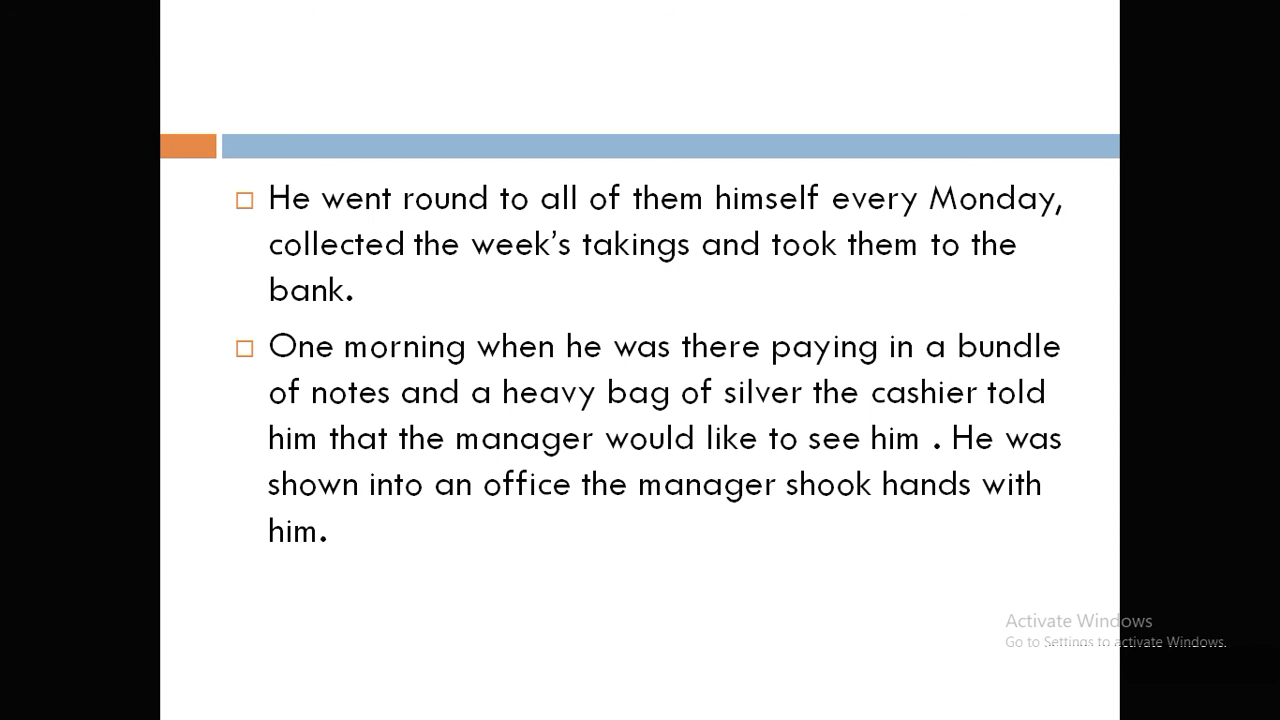 He went round to all of them himself every Monday,
collected the week’s takings and took them to the
bank.
One morning when he was there paying in a bundle
of notes and a heavy bag of silver the cashier told
him that the manager would like to see him . He was
shown into an office the manager shook hands with
him.
Activate Windows
Go to Settings to activate Windows.